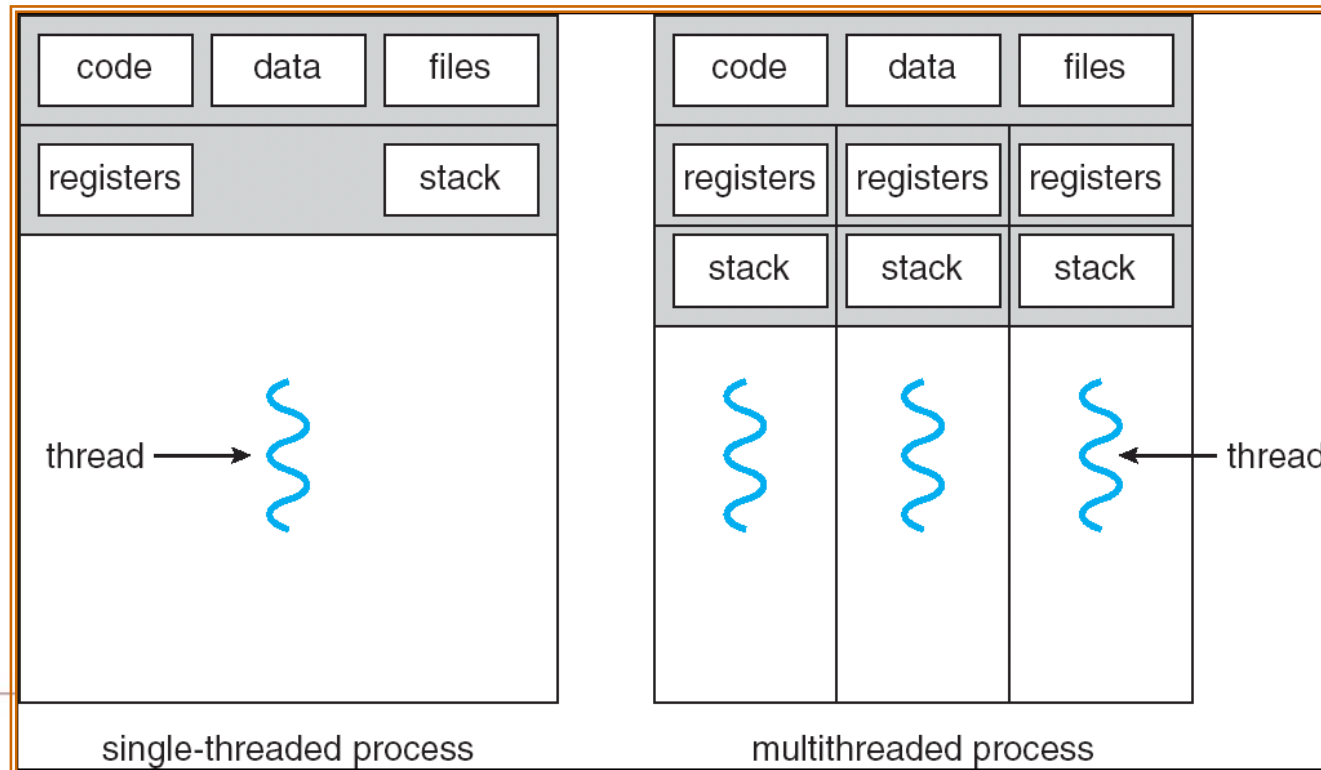 code data files
registers stack
thread
single-threaded process
code data files
registers registers registers
stack stack stack
thread
multithreaded process